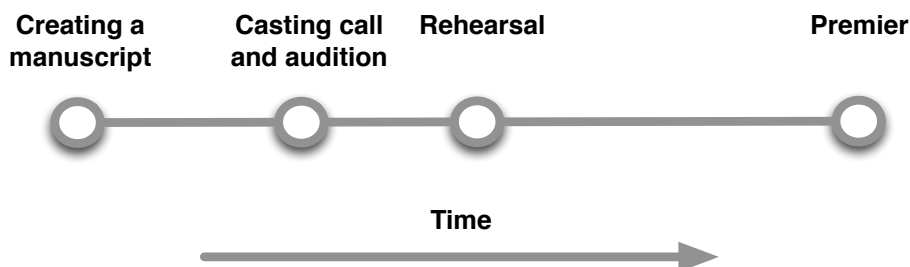 Creating a
manuscript
Casting call
and audition
Rehearsal
Premier
Time